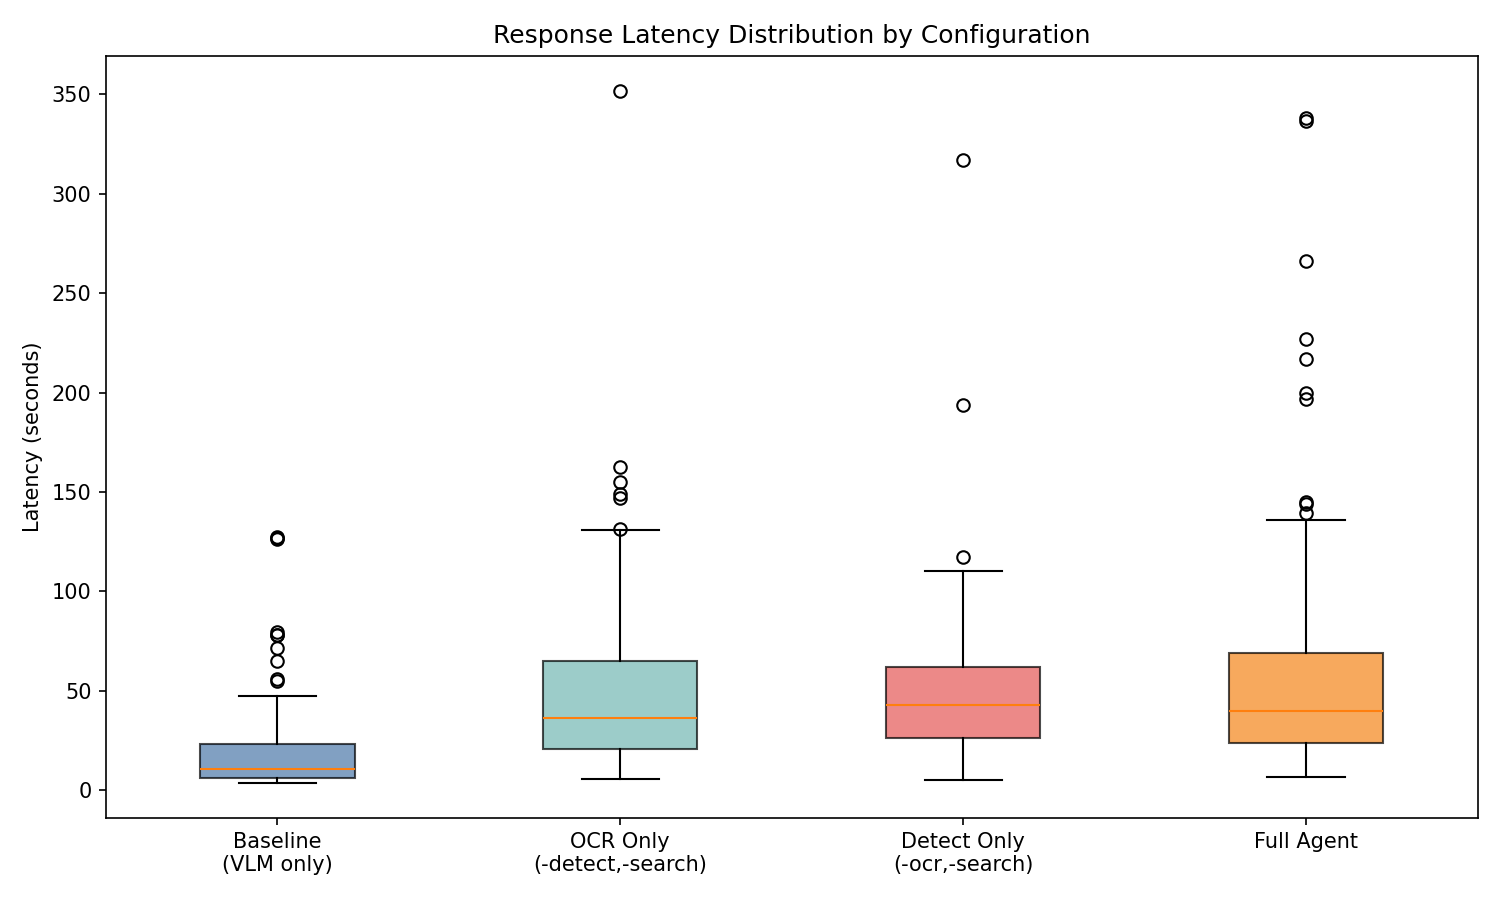 Response Latency Distribution by Configuration
350
300
250
200
150
100
50
0
Latency (seconds)
Baseline
(VLM only)
OCR Only
(-detect,-search)
Detect Only
(-ocr,-search)
Full Agent